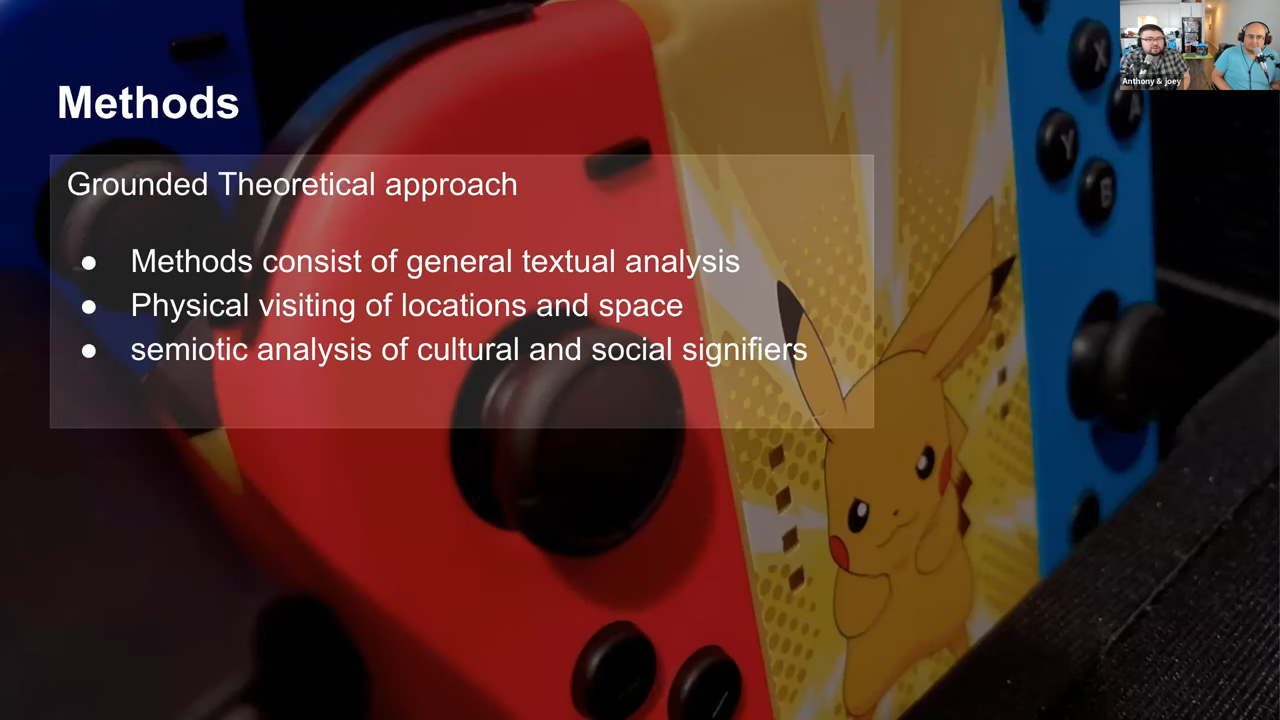 Methods
Grounded Theoretical approach
● Methods consist of general textual analysis
● Physical visiting of locations and space
● semiotic analysis of cultural and social signifiers
Anthony & joey
X
A
Y
B